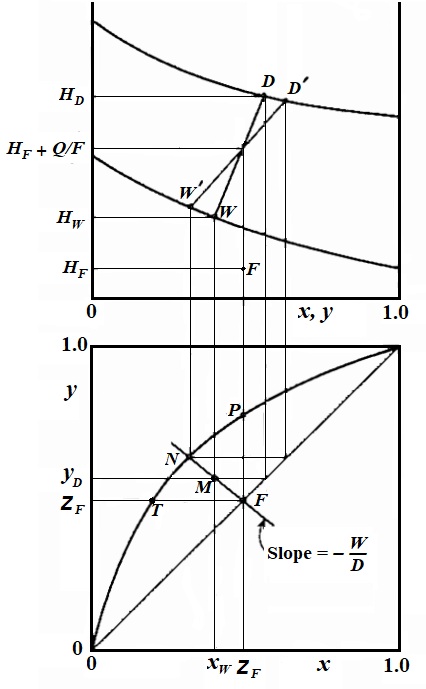 D D′
H_D
H_F + Q/F
W′ W
H_W
H_F F
0 x, y 1.0
1.0
y
P
N
y_D M
Z_F T F
Slope = − W/D
0
0 x_W Z_F x 1.0